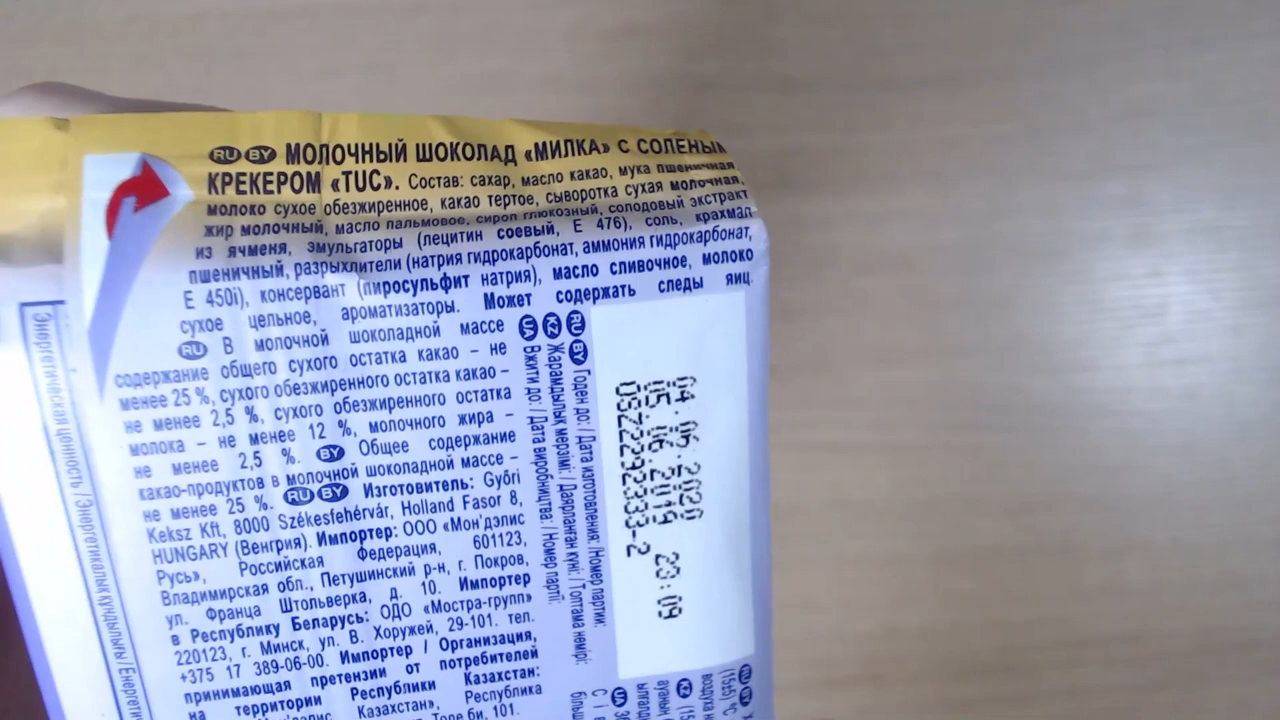 RU BY МОЛОЧНЫЙ ШОКОЛАД «МИЛКА» С СОЛЕНЫМ
КРЕКЕРОМ «TUC». Состав: сахар, масло какао, мука пшеничная,
молоко сухое обезжиренное, какао тертое, сыворотка сухая молочная,
жир молочный, масло пальмовое, сироп глюкозный, солодовый экстракт
из ячменя, эмульгаторы (лецитин соевый, Е 476), соль, крахмал
пшеничный, разрыхлители (натрия гидрокарбонат, аммония гидрокарбонат,
Е 450i), консервант (пиросульфит натрия), масло сливочное, молоко
сухое цельное, ароматизаторы. Может содержать следы яиц.
RU В молочной шоколадной массе
содержание общего сухого остатка какао – не
менее 25 %, сухого обезжиренного остатка какао –
не менее 2,5 %, сухого обезжиренного остатка
молока – не менее 12 %, молочного жира –
не менее 2,5 %. BY Общее содержание
какао-продуктов в молочной шоколадной массе –
не менее 25 %. RU BY Изготовитель: Győri
Keksz Kft, 8000 Székesfehérvár, Holland Fasor 8,
HUNGARY (Венгрия). Импортер: ООО «Мон'дэлис
Русь», Российская Федерация, 601123,
Владимирская обл., Петушинский р-н, г. Покров,
ул. Франца Штольверка, д. 10. Импортер
в Республику Беларусь: ОДО «Мостра-групп»
220123, г. Минск, ул. В. Хоружей, 29-101. тел.
+375 17 389-06-00. Импортер / Организация,
принимающая претензии от потребителей
на территории Республики Казахстан:
Казахстан», Республика
Торе би, 101.
RU BY Годен до: / Дата изготовления: /Номер партии:
KZ Жарамдылық мерзімі: / Даярланған күні: / Топтама нөмірі:
UA Вжити до: / Дата виробництва: / Номер партії:
04.06.2020
05.06.2019 23:09
OSZ2292333-2
Энергетическая ценность / Энергетикалық құндылығы /